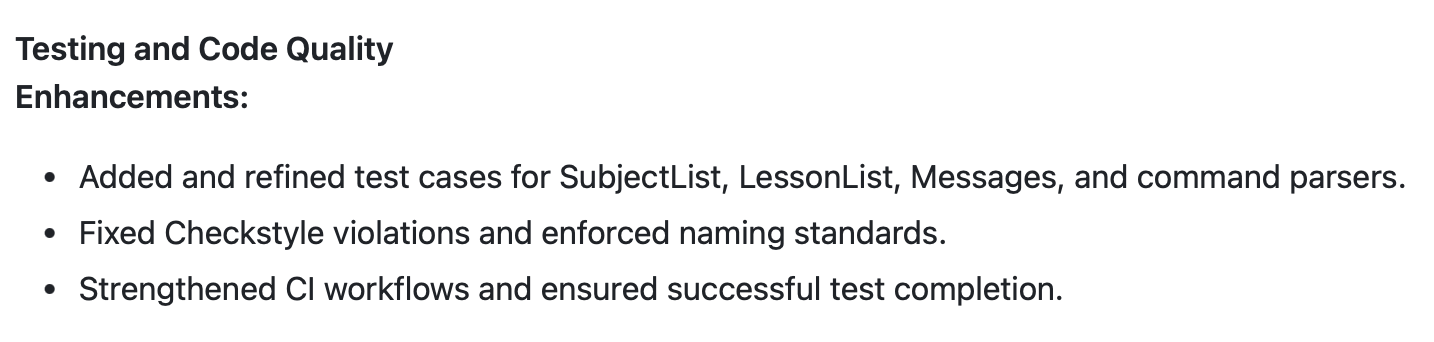 Testing and Code Quality
Enhancements:
• Added and refined test cases for SubjectList, LessonList, Messages, and command parsers.
• Fixed Checkstyle violations and enforced naming standards.
• Strengthened CI workflows and ensured successful test completion.